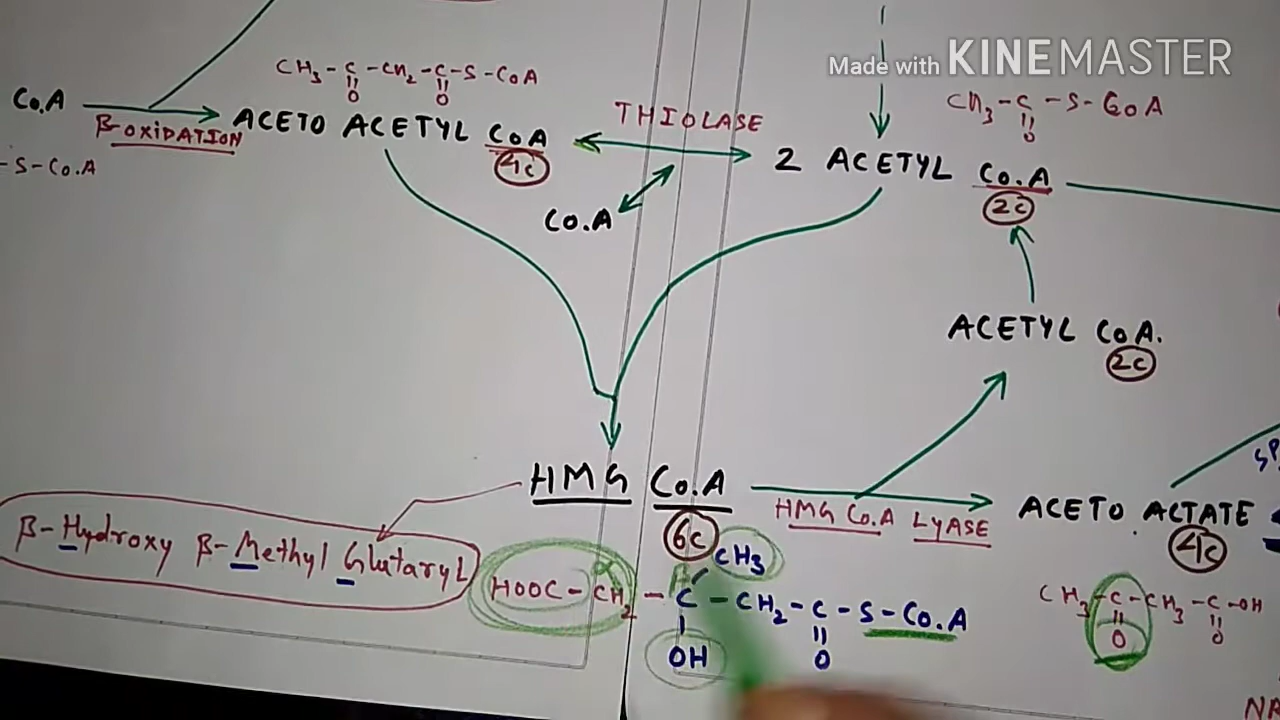 Made with KINEMASTER
CH3-C-CH2-C-S-CoA
O O
CH3-C-S-CoA
O
Co.A
β-OXIDATION
ACETO ACETYL CoA
4C
THIOLASE
2 ACETYL Co.A
2C
-S-Co.A
Co.A
ACETYL CoA.
2C
HMG Co.A
6C
HMG Co.A LYASE
ACETO ACTATE
4C
β-Hydroxy β-Methyl Glutaryl
CH3
HOOC-CH2-C-CH2-C-S-Co.A
α β
OH O
CH3-C-CH3-C-OH
O O